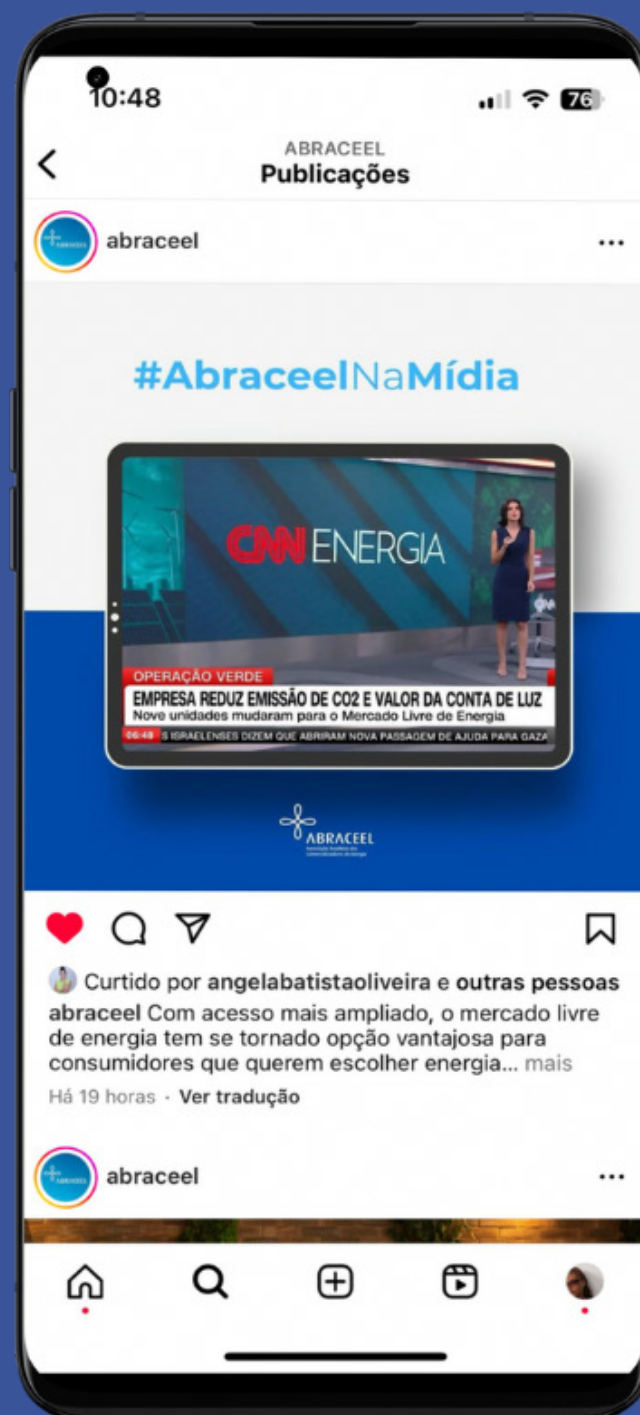 10:48
76
ABRACEEL
Publicações
abraceel
#AbraceelNaMídia
CNN ENERGIA
OPERAÇÃO VERDE
EMPRESA REDUZ EMISSÃO DE CO2 E VALOR DA CONTA DE LUZ
Nove unidades mudaram para o Mercado Livre de Energia
06:48 S ISRAELENSES DIZEM QUE ABRIRAM NOVA PASSAGEM DE AJUDA PARA GAZA
ABRACEEL
Curtido por angelabatistaoliveira e outras pessoas
abraceel Com acesso mais ampliado, o mercado livre
de energia tem se tornado opção vantajosa para
consumidores que querem escolher energia... mais
Há 19 horas · Ver tradução
abraceel